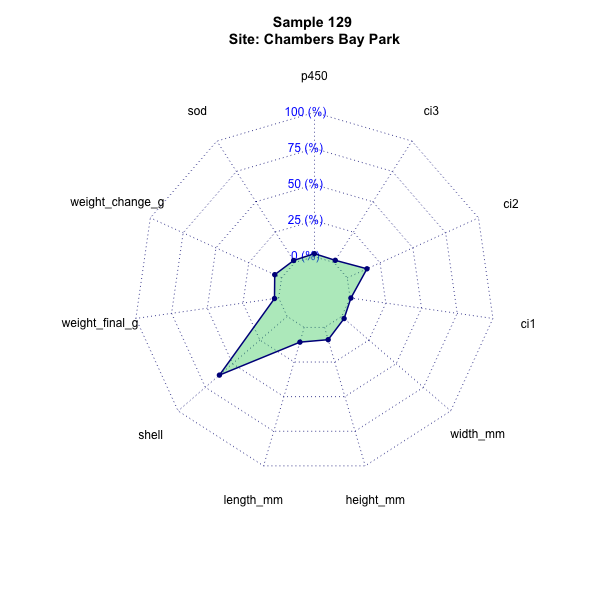 Sample 129
Site: Chambers Bay Park
p450
ci3
sod
100 (%)
75 (%)
weight_change_g
ci2
50 (%)
25 (%)
0 (%)
weight_final_g
ci1
shell
width_mm
length_mm
height_mm